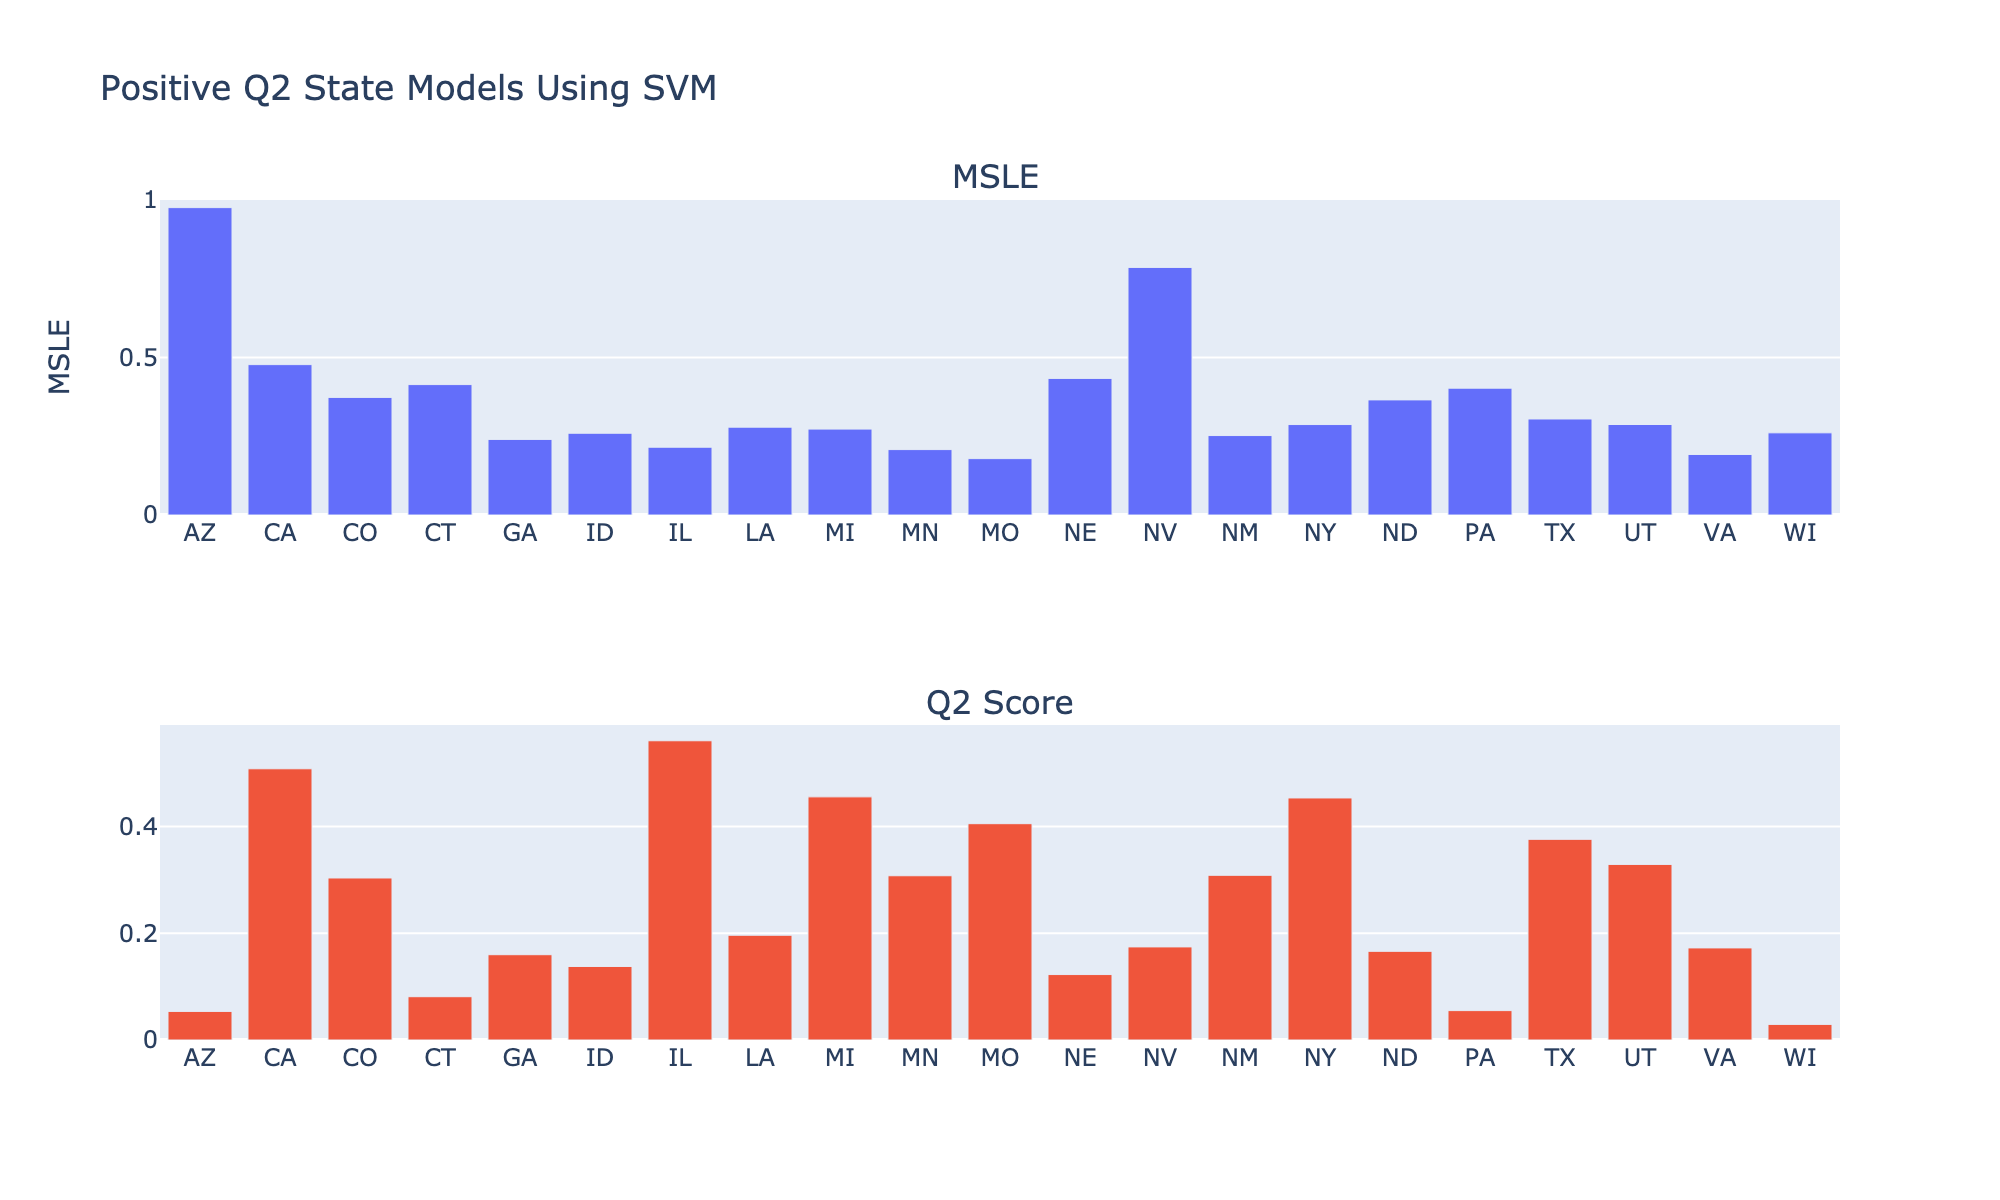 Positive Q2 State Models Using SVM
MSLE
1
0.5
0
MSLE
AZ CA CO CT GA ID IL LA MI MN MO NE NV NM NY ND PA TX UT VA WI
Q2 Score
0.4
0.2
0
AZ CA CO CT GA ID IL LA MI MN MO NE NV NM NY ND PA TX UT VA WI